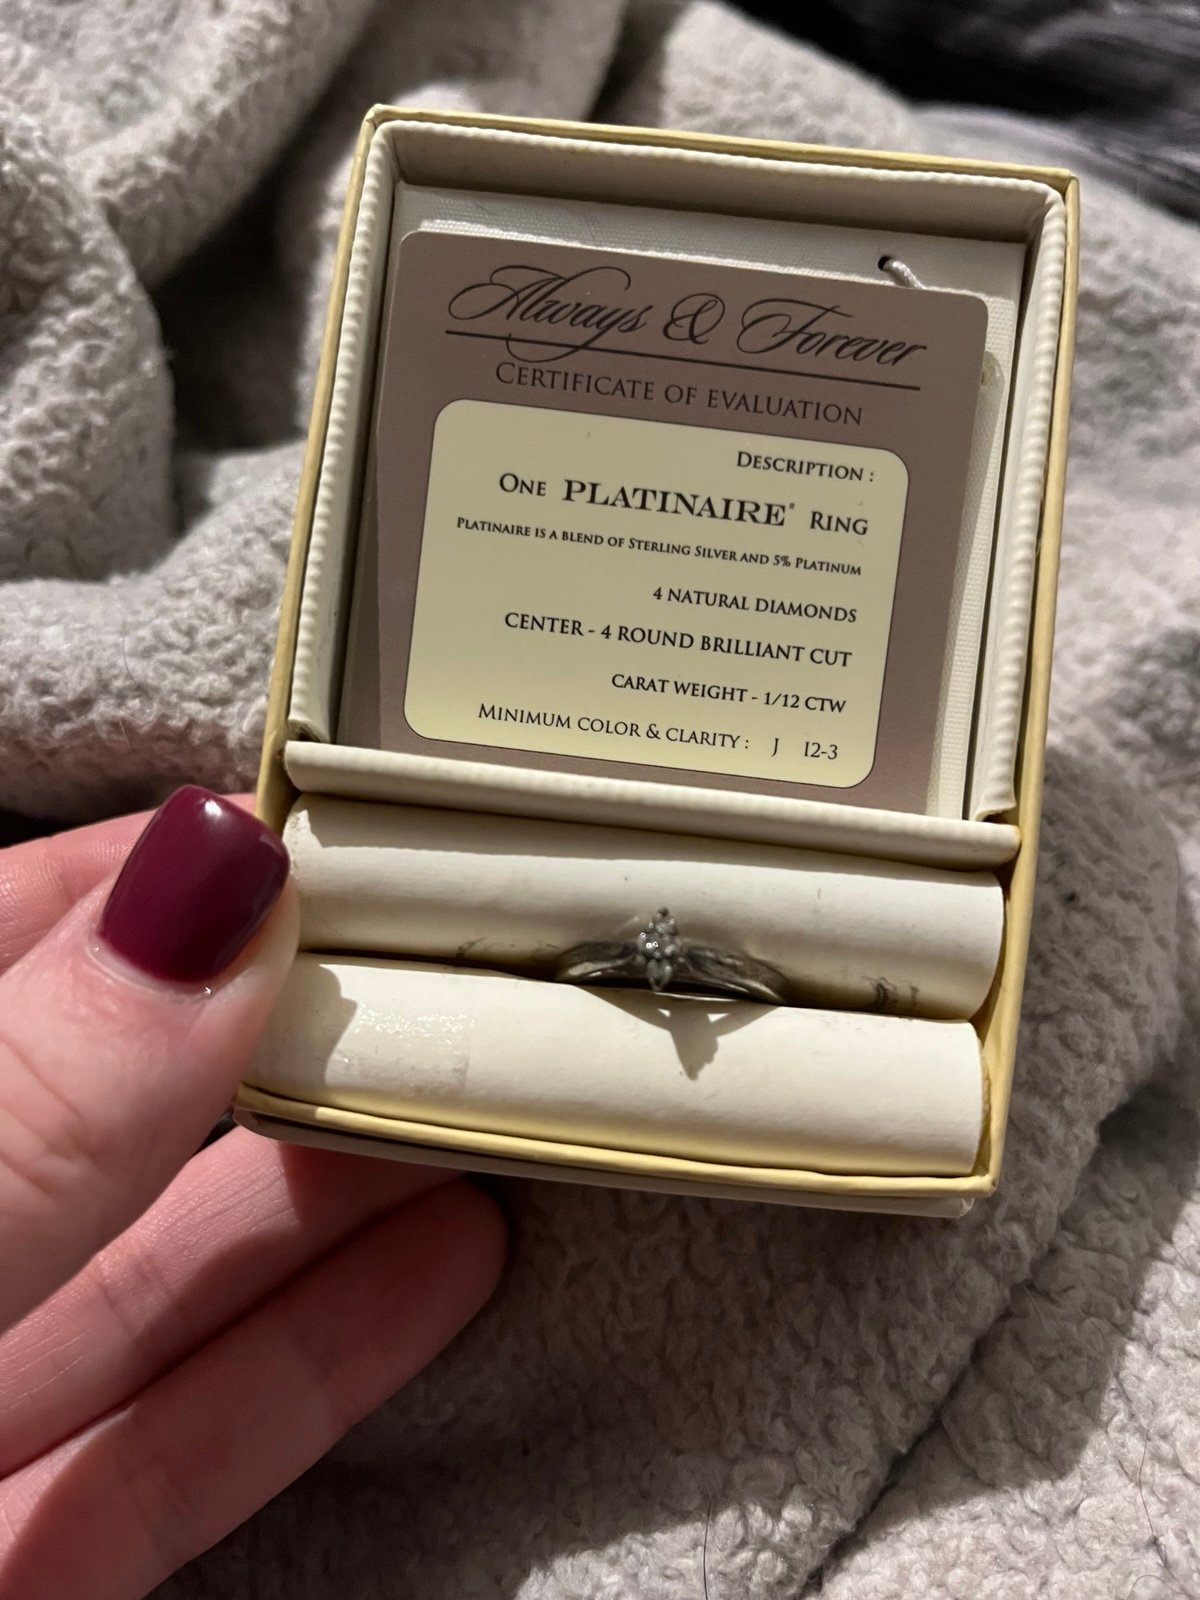 Always & Forever
CERTIFICATE OF EVALUATION
DESCRIPTION :
ONE PLATINAIRE® RING
PLATINAIRE IS A BLEND OF STERLING SILVER AND 5% PLATINUM
4 NATURAL DIAMONDS
CENTER - 4 ROUND BRILLIANT CUT
CARAT WEIGHT - 1/12 CTW
MINIMUM COLOR & CLARITY : J I2-3